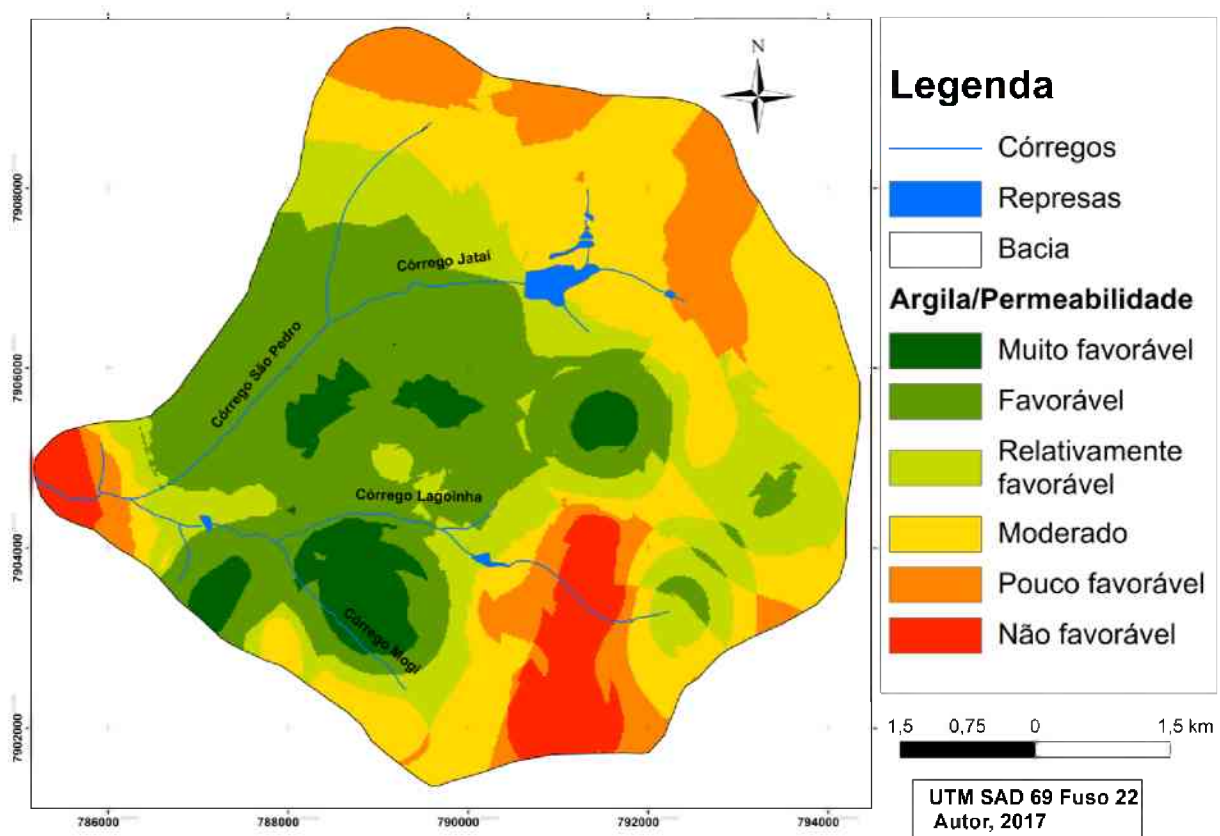 N
Legenda
Córregos
Represas
Bacia
Argila/Permeabilidade
Muito favorável
Favorável
Relativamente
favorável
Moderado
Pouco favorável
Não favorável
1,5 0,75 0 1,5 km
UTM SAD 69 Fuso 22
Autor, 2017
Córrego Jataí
Córrego São Pedro
Córrego Lagoinha
Córrego Mogi
7908000
7906000
7904000
7902000
786000 788000 790000 792000 794000